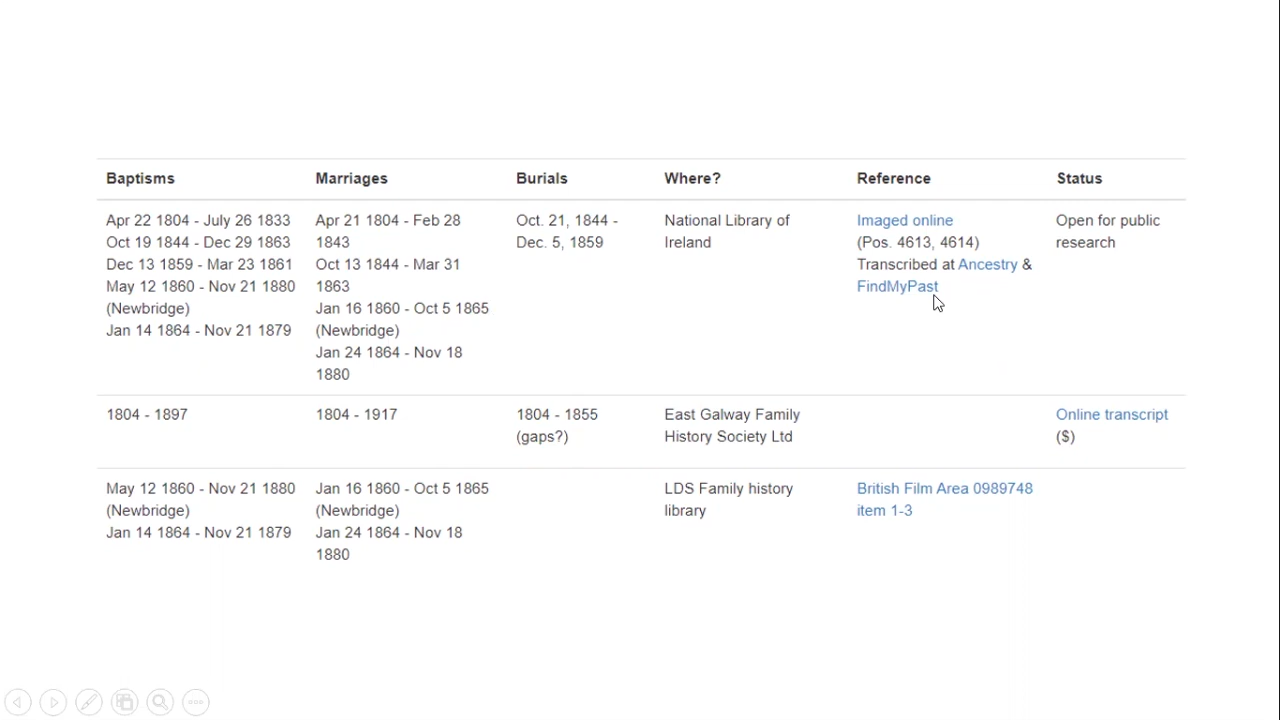 Baptisms Marriages Burials Where? Reference Status
Apr 22 1804 - July 26 1833
Oct 19 1844 - Dec 29 1863
Dec 13 1859 - Mar 23 1861
May 12 1860 - Nov 21 1880
(Newbridge)
Jan 14 1864 - Nov 21 1879
Apr 21 1804 - Feb 28
1843
Oct 13 1844 - Mar 31
1863
Jan 16 1860 - Oct 5 1865
(Newbridge)
Jan 24 1864 - Nov 18
1880
Oct. 21, 1844 -
Dec. 5, 1859
National Library of
Ireland
Imaged online
(Pos. 4613, 4614)
Transcribed at Ancestry &
FindMyPast
Open for public
research
1804 - 1897
1804 - 1917
1804 - 1855
(gaps?)
East Galway Family
History Society Ltd
Online transcript
($)
May 12 1860 - Nov 21 1880
(Newbridge)
Jan 14 1864 - Nov 21 1879
Jan 16 1860 - Oct 5 1865
(Newbridge)
Jan 24 1864 - Nov 18
1880
LDS Family history
library
British Film Area 0989748
item 1-3